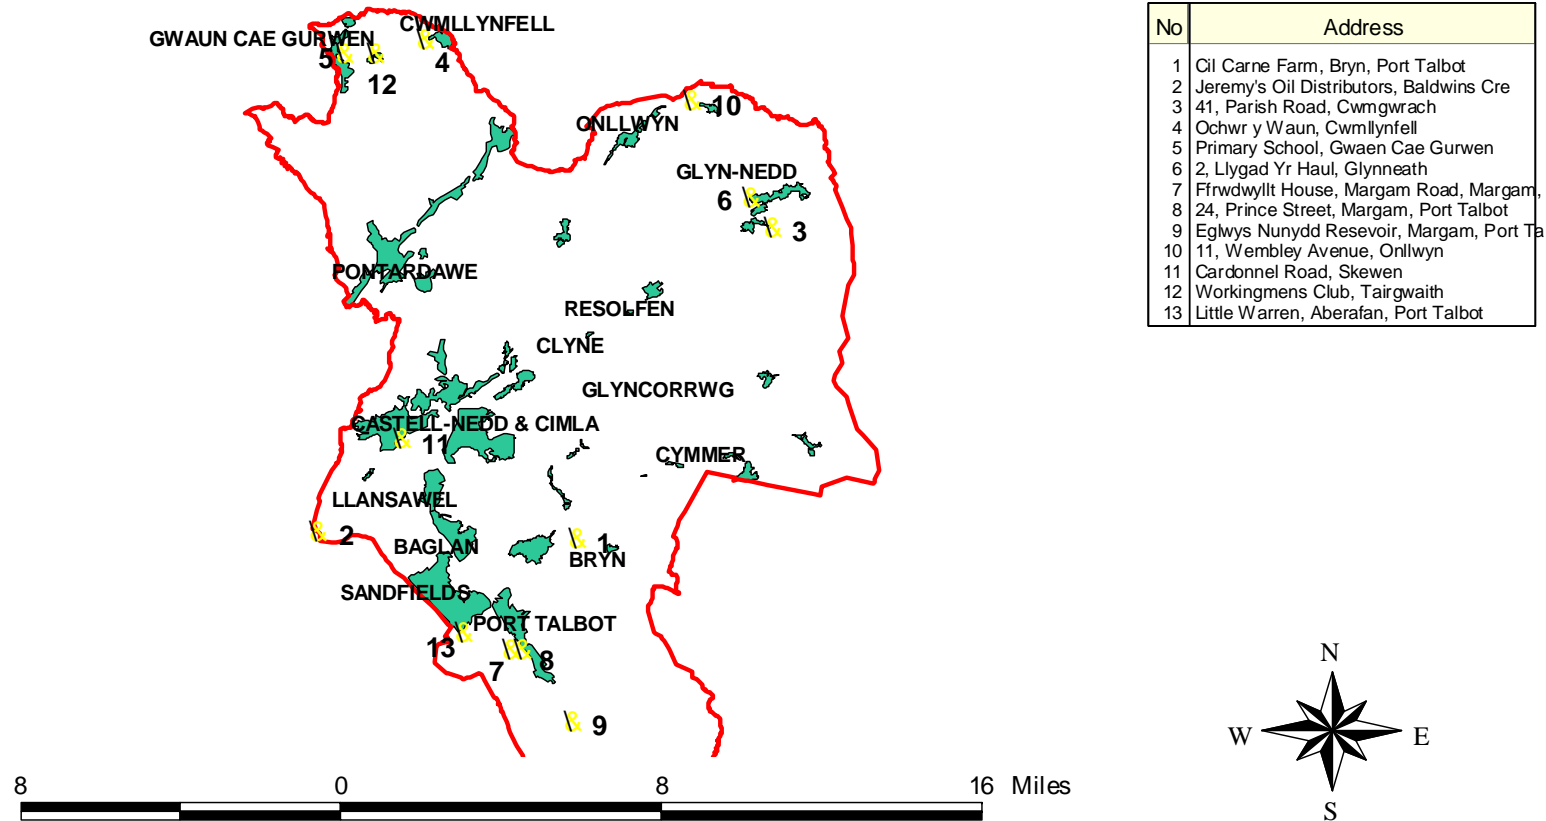 CWMLLYNFELL
GWAUN CAE GURWEN
5
4
12
10
ONLLWYN
GLYN-NEDD
6
3
PONTARDAWE
RESOLFEN
CLYNE
GLYNCORRWG
CASTELL-NEDD & CIMLA
11
CYMMER
LLANSAWEL
2
BAGLAN
1
BRYN
SANDFIELDS
PORT TALBOT
13
7
8
9
No Address
1 Cil Carne Farm, Bryn, Port Talbot
2 Jeremy's Oil Distributors, Baldwins Cre
3 41, Parish Road, Cwmgwrach
4 Ochwr y Waun, Cwmllynfell
5 Primary School, Gwaen Cae Gurwen
6 2, Llygad Yr Haul, Glynneath
7 Ffrwdwyllt House, Margam Road, Margam,
8 24, Prince Street, Margam, Port Talbot
9 Eglwys Nunydd Resevoir, Margam, Port Ta
10 11, Wembley Avenue, Onllwyn
11 Cardonnel Road, Skewen
12 Workingmens Club, Tairgwaith
13 Little Warren, Aberafan, Port Talbot
N
W E
S
8 0 8 16 Miles